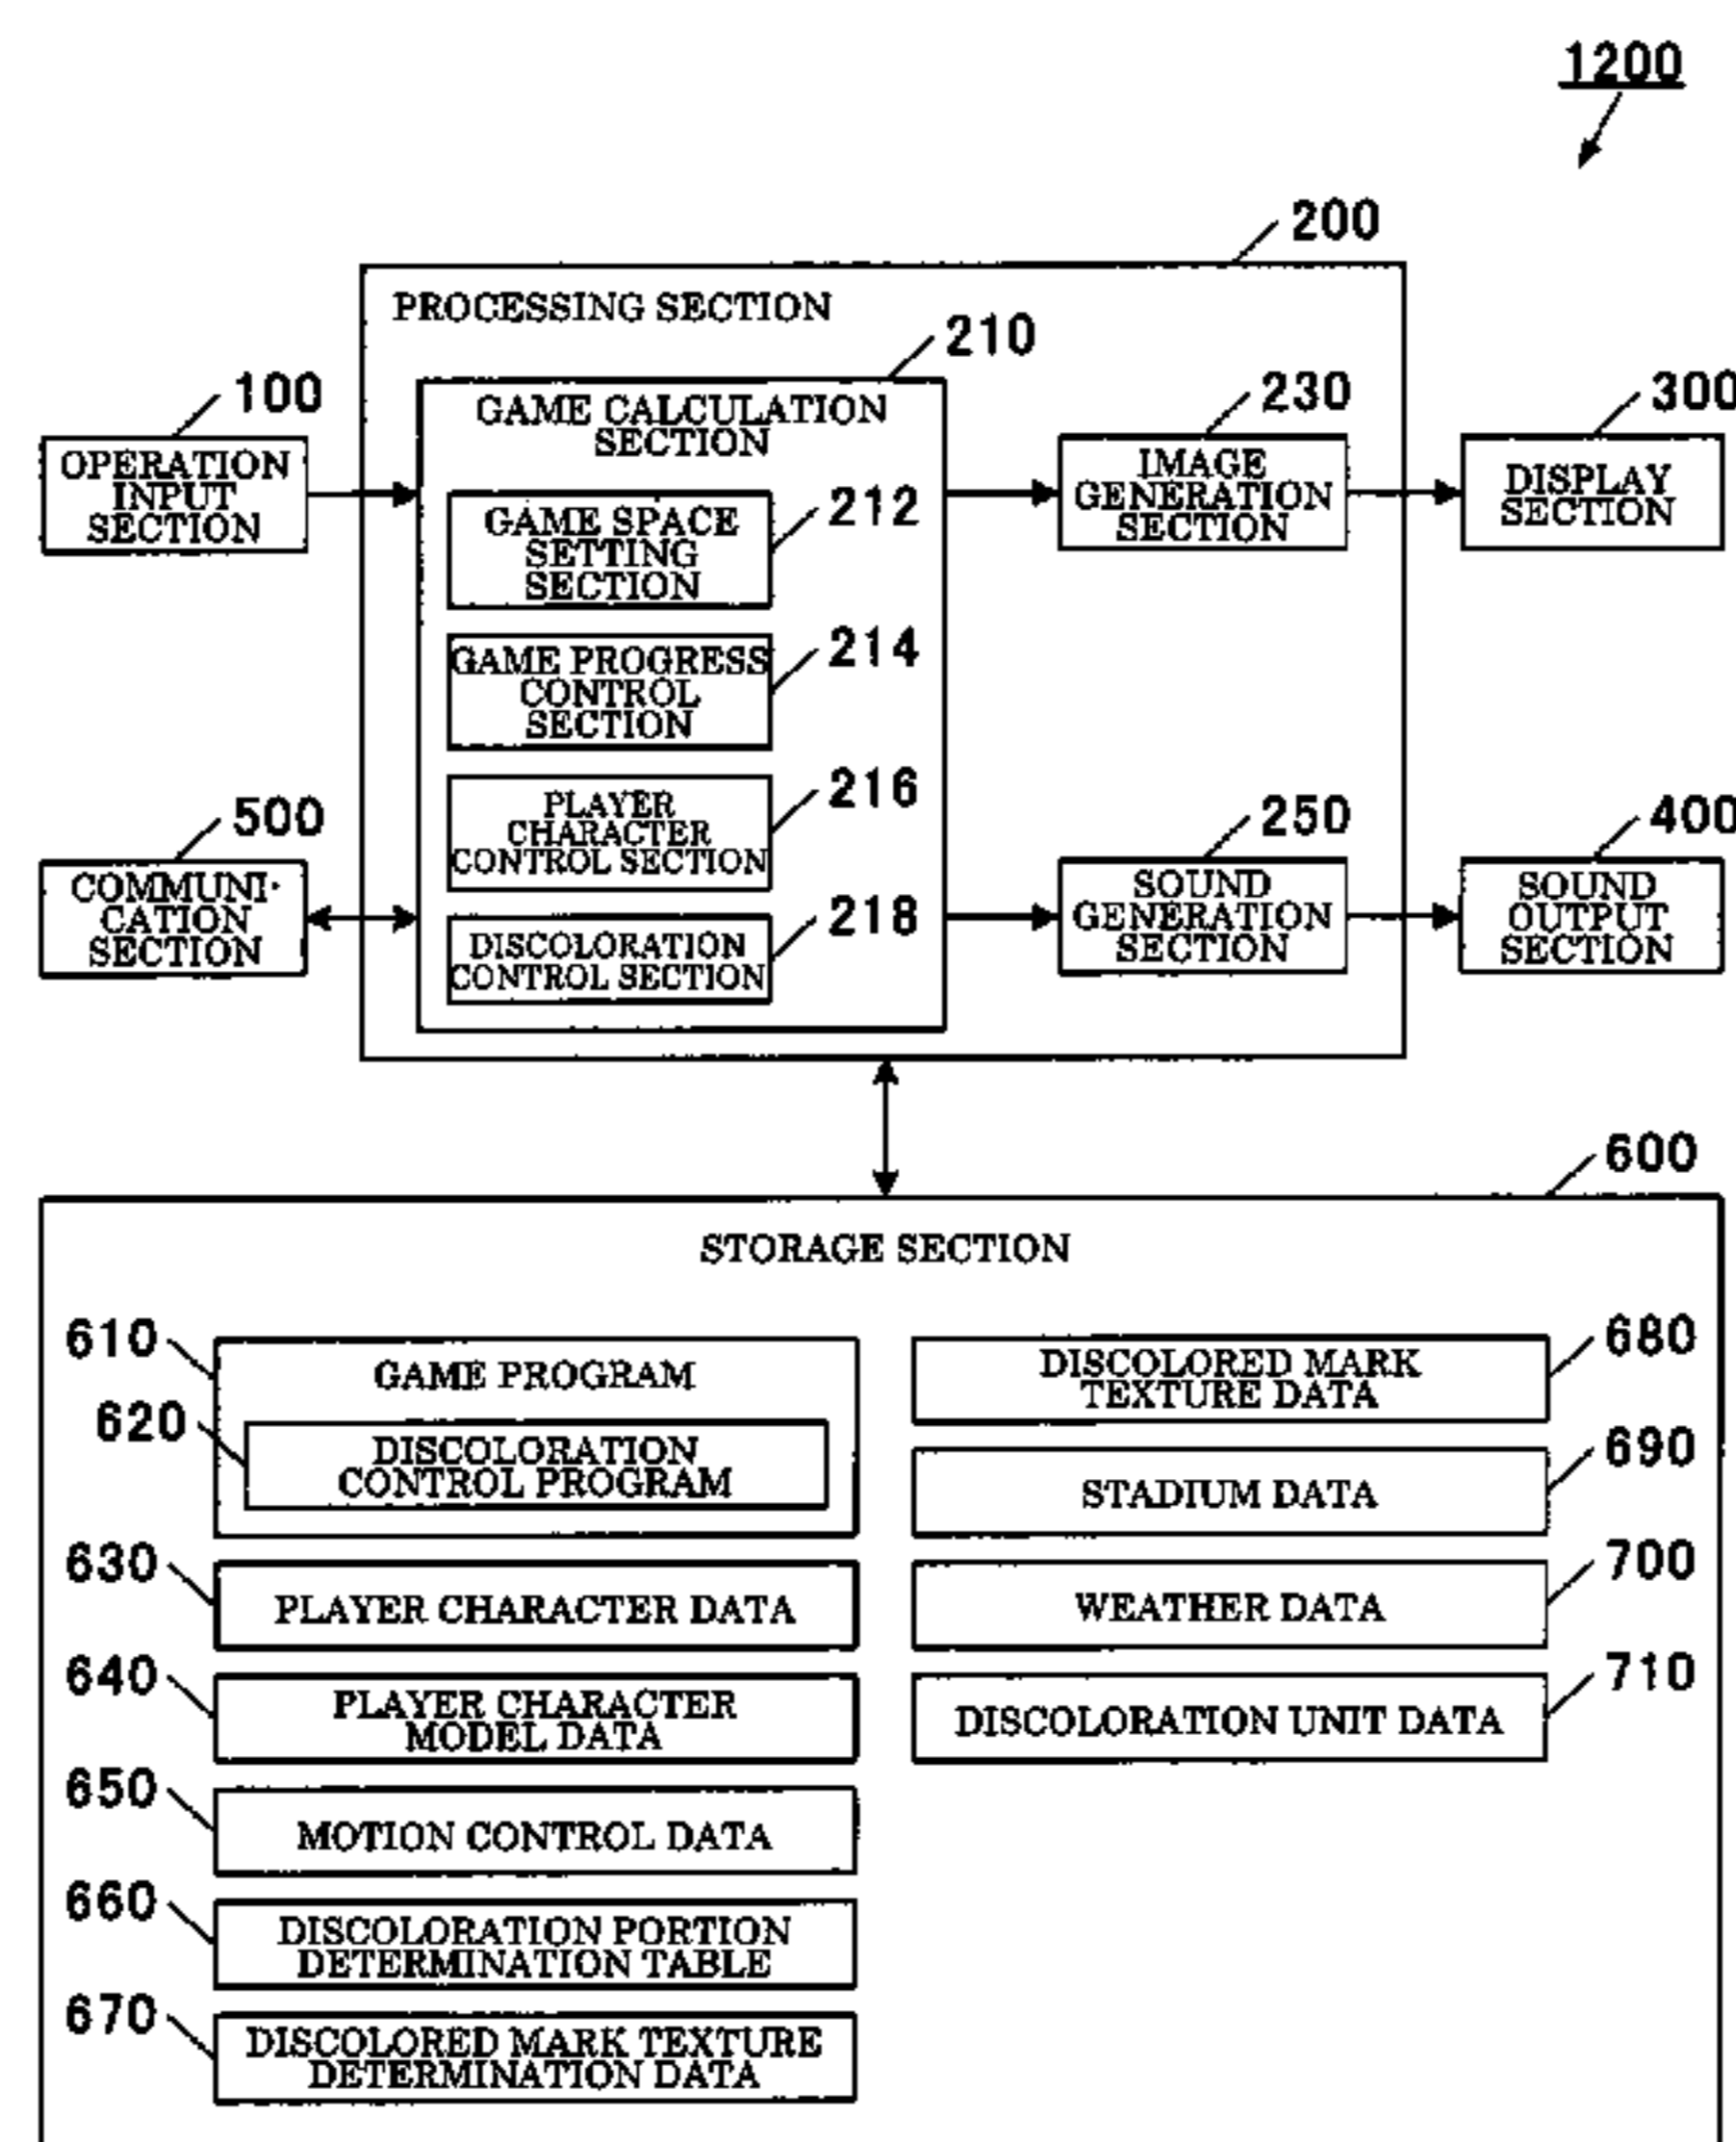 1200
200
PROCESSING SECTION
210
100
GAME CALCULATION
SECTION
230
300
OPERATION
INPUT
SECTION
GAME SPACE
SETTING
SECTION
212
IMAGE
GENERATION
SECTION
DISPLAY
SECTION
GAME PROGRESS
CONTROL
SECTION
214
500
PLAYER
CHARACTER
CONTROL SECTION
216
250
400
COMMUNI-
CATION
SECTION
DISCOLORATION
CONTROL SECTION
218
SOUND
GENERATION
SECTION
SOUND
OUTPUT
SECTION
600
STORAGE SECTION
610
GAME PROGRAM
620
DISCOLORATION
CONTROL PROGRAM
630
PLAYER CHARACTER DATA
640
PLAYER CHARACTER
MODEL DATA
650
MOTION CONTROL DATA
660
DISCOLORATION PORTION
DETERMINATION TABLE
670
DISCOLORED MARK TEXTURE
DETERMINATION DATA
680
DISCOLORED MARK
TEXTURE DATA
690
STADIUM DATA
700
WEATHER DATA
710
DISCOLORATION UNIT DATA